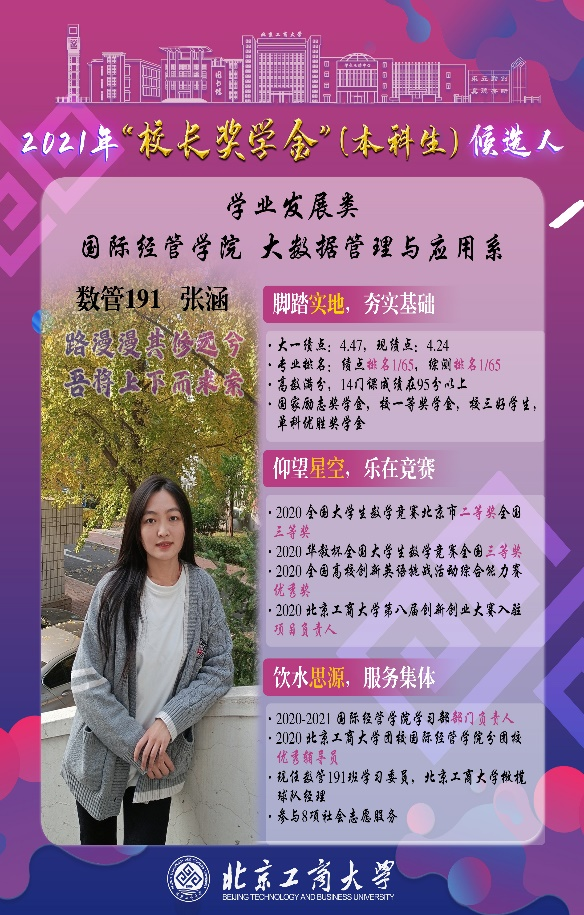 北京工商大学
图书馆
2021年“校长奖学金”（本科生）候选人
学业发展类
国际经管学院 大数据管理与应用系
数管191 张涵
路漫漫其修远兮
吾将上下而求索
脚踏实地，夯实基础
· 大一绩点：4.47，现绩点：4.24
· 专业排名：绩点排名1/65，综测排名1/65
· 高数满分，14门课成绩在95分以上
· 国家励志奖学金，校一等奖学金，校三好学生，
单科优胜奖学金
仰望星空，乐在竞赛
· 2020 全国大学生数学竞赛北京市二等奖全国
三等奖
· 2020 华教杯全国大学生数学竞赛全国三等奖
· 2020 全国高校创新英语挑战活动综合能力赛
优秀奖
· 2020 北京工商大学第八届创新创业大赛入驻
项目负责人
饮水思源，服务集体
· 2020-2021 国际经管学院学习部部门负责人
· 2020 北京工商大学团校国际经管学院分团校
优秀辅导员
· 现任数管191班学习委员，北京工商大学橄榄
球队经理
· 参与8项社会志愿服务
北京工商大学
BEIJING TECHNOLOGY AND BUSINESS UNIVERSITY